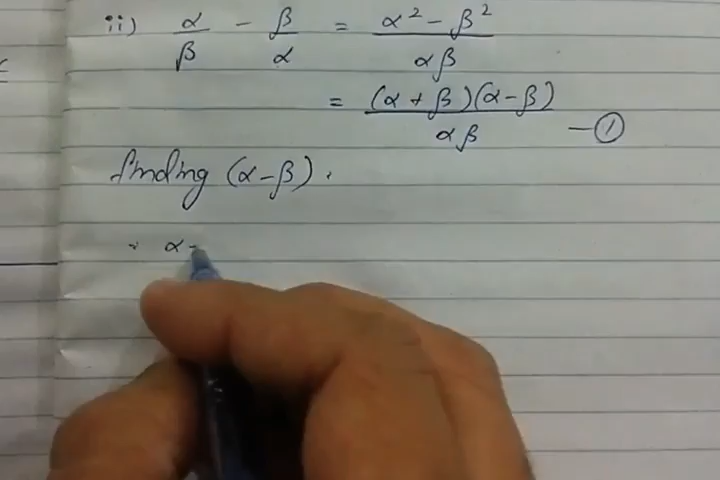 ii) α/β - β/α = α² - β²/αβ
= (α + β)(α - β)/αβ —①
finding (α-β).
∵ α -